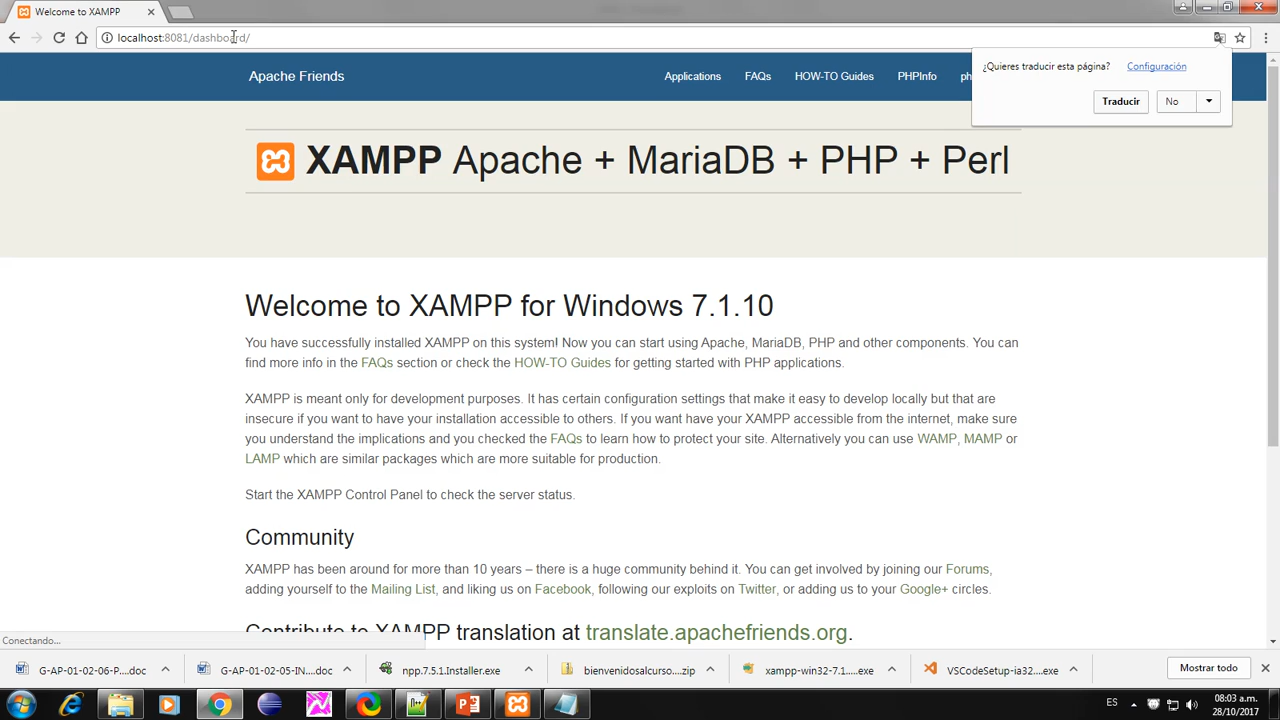 Welcome to XAMPP
localhost:8081/dashboard/
¿Quieres traducir esta página? Configuración
Traducir No
Apache Friends Applications FAQs HOW-TO Guides PHPInfo ph
XAMPP Apache + MariaDB + PHP + Perl
Welcome to XAMPP for Windows 7.1.10
You have successfully installed XAMPP on this system! Now you can start using Apache, MariaDB, PHP and other components. You can
find more info in the FAQs section or check the HOW-TO Guides for getting started with PHP applications.
XAMPP is meant only for development purposes. It has certain configuration settings that make it easy to develop locally but that are
insecure if you want to have your installation accessible to others. If you want have your XAMPP accessible from the internet, make sure
you understand the implications and you checked the FAQs to learn how to protect your site. Alternatively you can use WAMP, MAMP or
LAMP which are similar packages which are more suitable for production.
Start the XAMPP Control Panel to check the server status.
Community
XAMPP has been around for more than 10 years – there is a huge community behind it. You can get involved by joining our Forums,
adding yourself to the Mailing List, and liking us on Facebook, following our exploits on Twitter, or adding us to your Google+ circles.
Contribute to XAMPP translation at translate.apachefriends.org.
Conectando...
G-AP-01-02-06-P....doc G-AP-01-02-05-IN....doc npp.7.5.1.Installer.exe bienvenidosalcurso....zip xampp-win32-7.1.....exe VSCodeSetup-ia32....exe Mostrar todo
ES 08:03 a.m.
28/10/2017